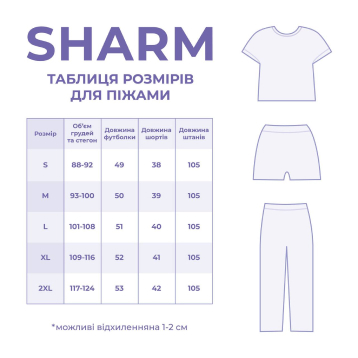 SHARM
ТАБЛИЦЯ РОЗМІРІВ
ДЛЯ ПІЖАМИ
Розмір Об'єм грудей та стегон Довжина футболки Довжина шортів Довжина штанів
S 88-92 49 38 105
M 93-100 50 39 105
L 101-108 51 40 105
XL 109-116 52 41 105
2XL 117-124 53 42 105
*можливі відхиленняна 1-2 см